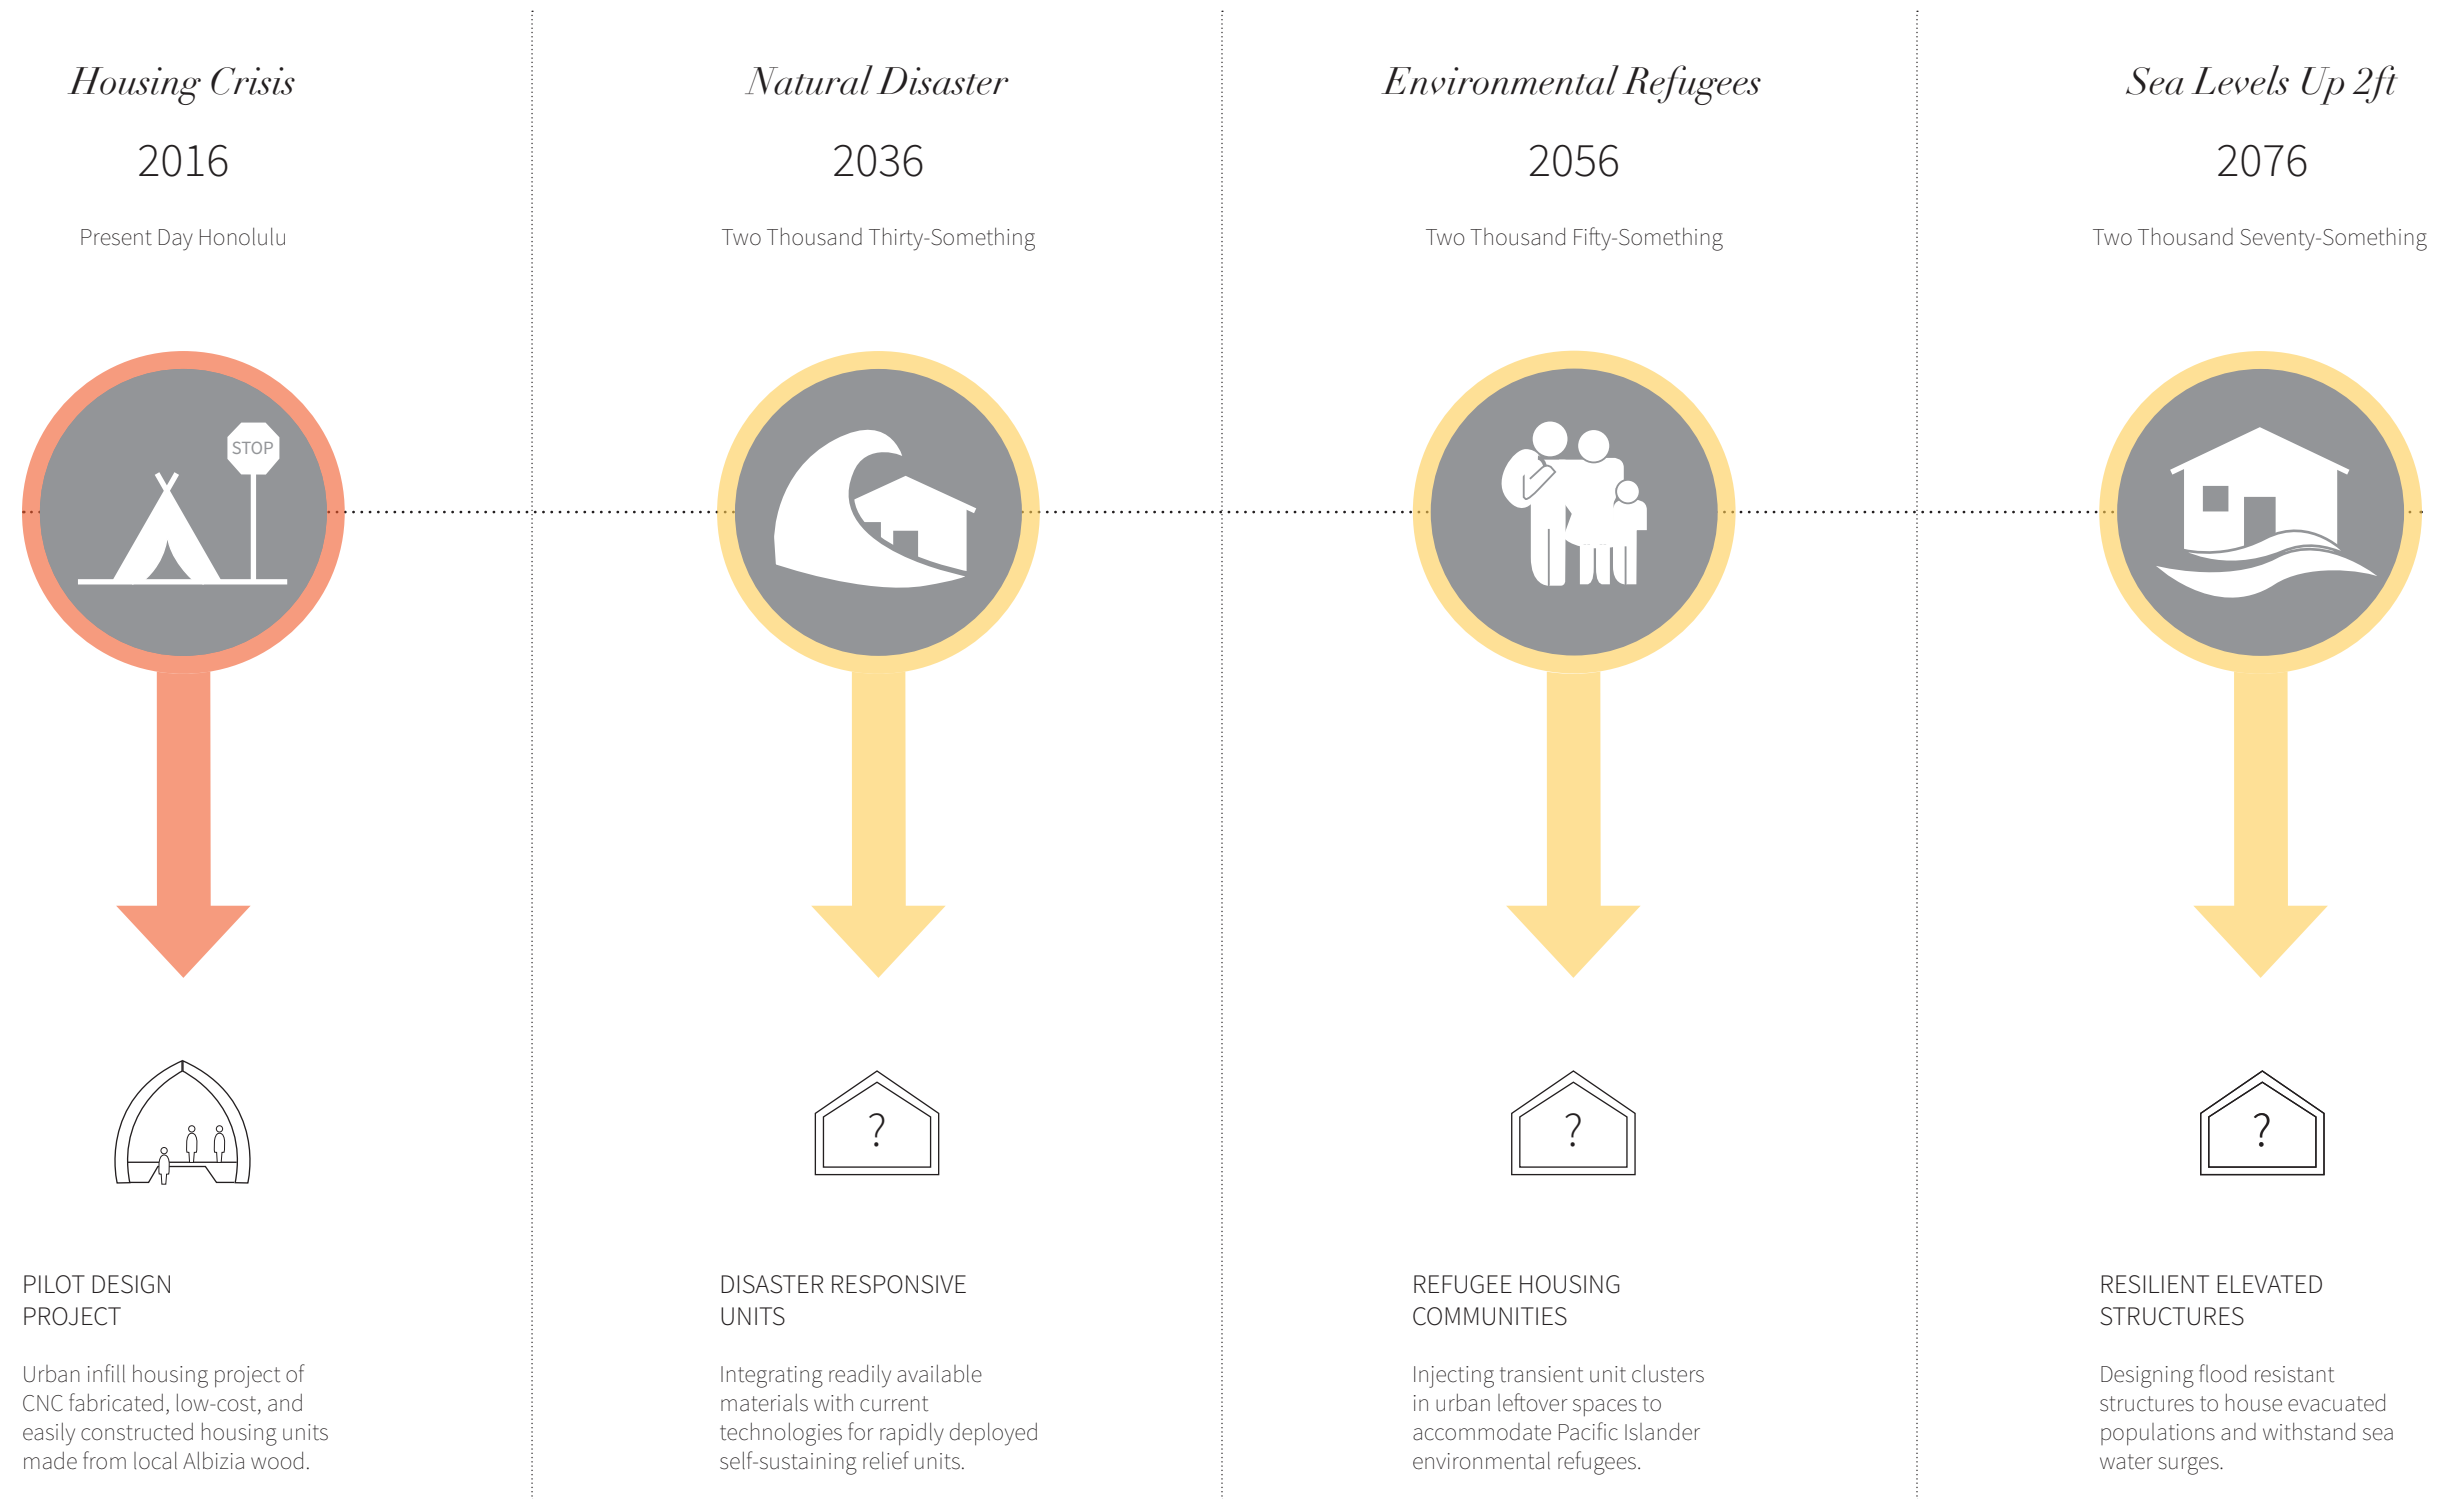 Housing Crisis
2016
Present Day Honolulu
STOP
PILOT DESIGN
PROJECT
Urban infill housing project of
CNC fabricated, low-cost, and
easily constructed housing units
made from local Albizia wood.
Natural Disaster
2036
Two Thousand Thirty-Something
?
DISASTER RESPONSIVE
UNITS
Integrating readily available
materials with current
technologies for rapidly deployed
self-sustaining relief units.
Environmental Refugees
2056
Two Thousand Fifty-Something
?
REFUGEE HOUSING
COMMUNITIES
Injecting transient unit clusters
in urban leftover spaces to
accommodate Pacific Islander
environmental refugees.
Sea Levels Up 2ft
2076
Two Thousand Seventy-Something
?
RESILIENT ELEVATED
STRUCTURES
Designing flood resistant
structures to house evacuated
populations and withstand sea
water surges.